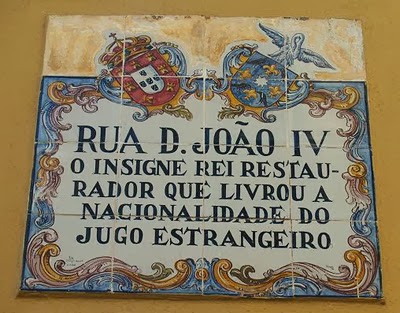 RUA D. JOÃO IV
O INSIGNE REI RESTAU-
RADOR QUE LIVROU A
NACIONALIDADE DO
JUGO ESTRANGEIRO